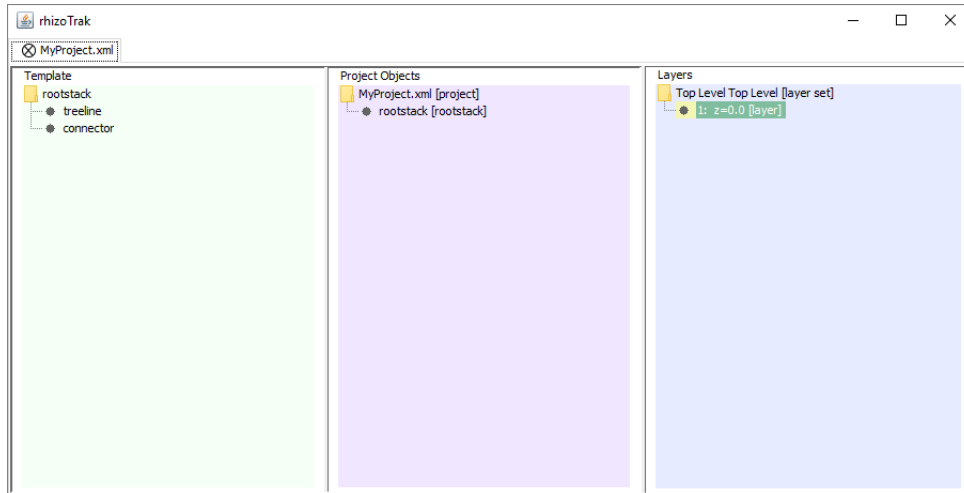 rhizoTrak
MyProject.xml
Template
rootstack
treeline
connector
Project Objects
MyProject.xml [project]
rootstack [rootstack]
Layers
Top Level Top Level [layer set]
1: z=0.0 [layer]